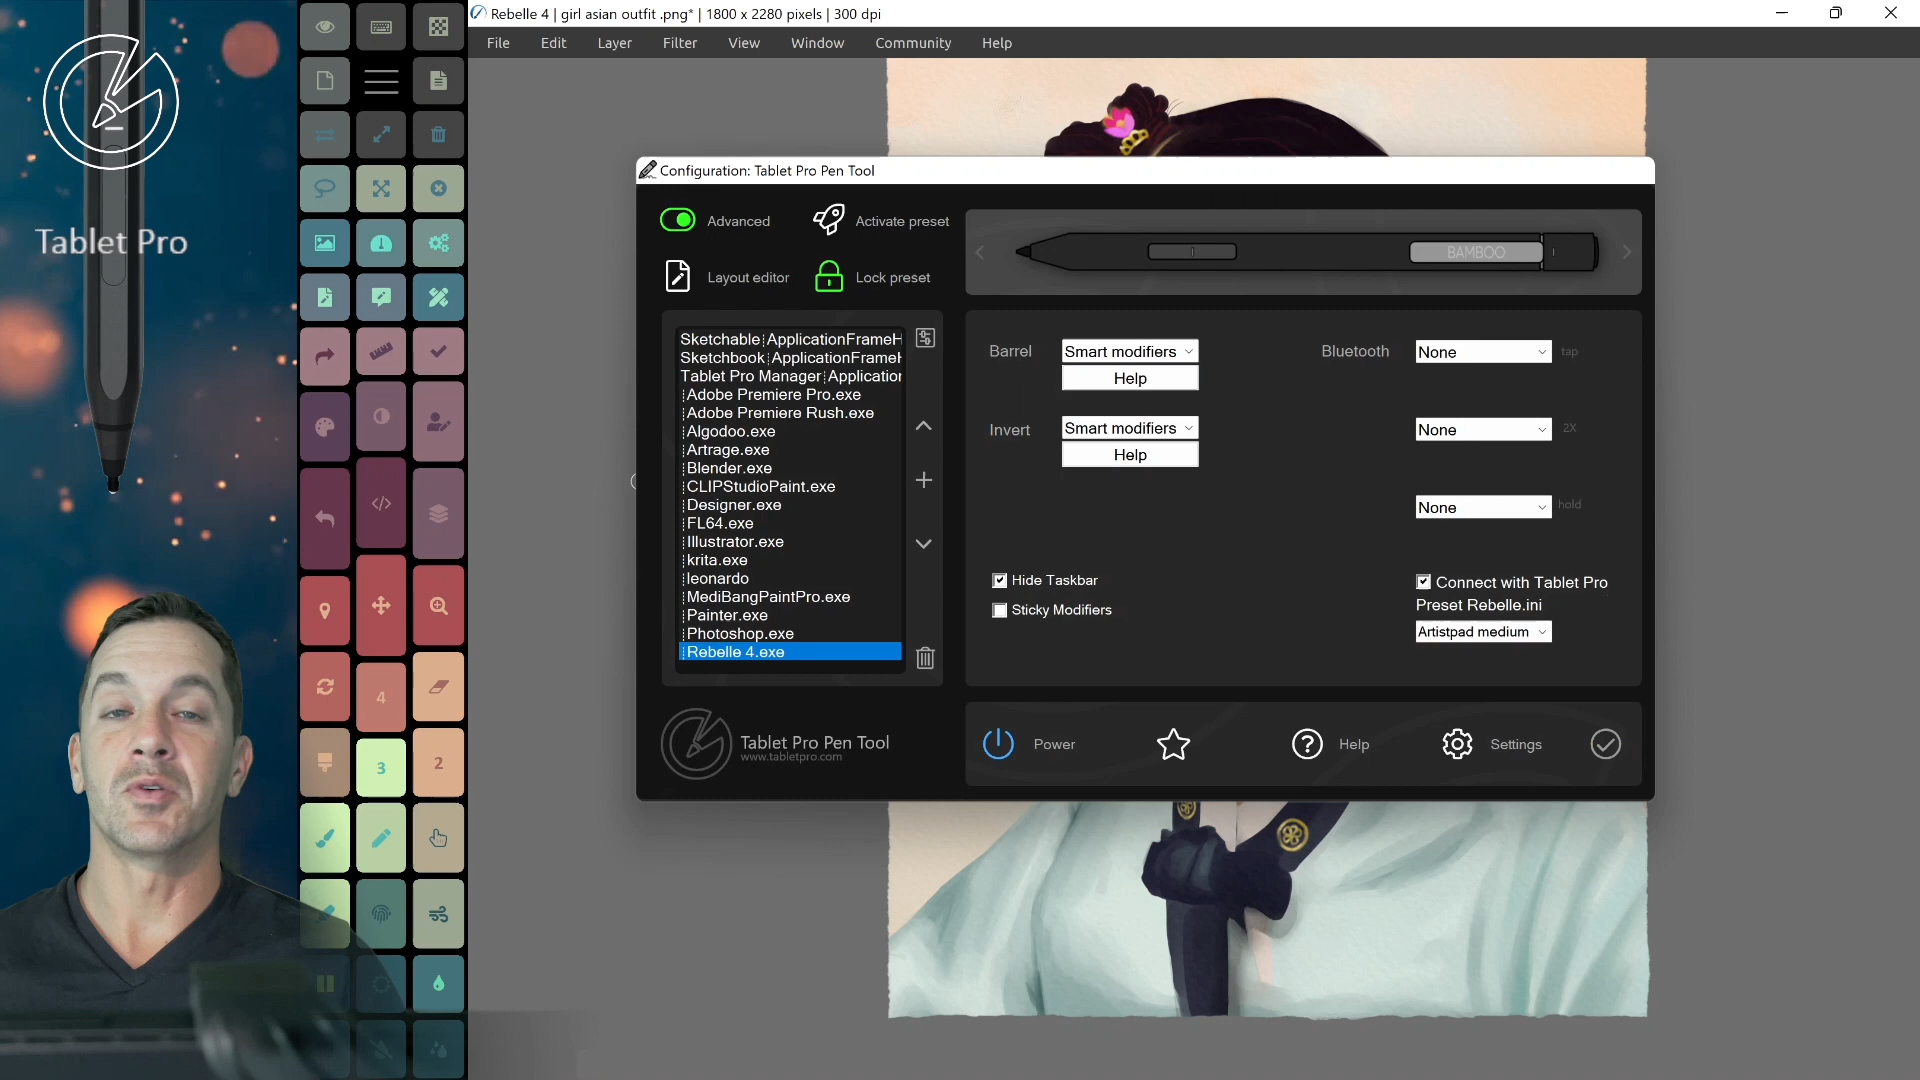 Rebelle 4 | girl asian outfit .png* | 1800 x 2280 pixels | 300 dpi
File Edit Layer Filter View Window Community Help
Tablet Pro
4
3
2
Configuration: Tablet Pro Pen Tool
Advanced
Activate preset
Layout editor
Lock preset
BAMBOO
Sketchable¦ApplicationFrameH
Sketchbook¦ApplicationFrameH
Tablet Pro Manager¦Application
¦Adobe Premiere Pro.exe
¦Adobe Premiere Rush.exe
¦Algodoo.exe
¦Artrage.exe
¦Blender.exe
¦CLIPStudioPaint.exe
¦Designer.exe
¦FL64.exe
¦Illustrator.exe
¦krita.exe
¦leonardo
¦MediBangPaintPro.exe
¦Painter.exe
¦Photoshop.exe
¦Rebelle 4.exe
Barrel
Smart modifiers
Help
Invert
Smart modifiers
Help
Bluetooth
None
tap
None
2X
None
hold
Hide Taskbar
Sticky Modifiers
Connect with Tablet Pro
Preset Rebelle.ini
Artistpad medium
Tablet Pro Pen Tool
www.tabletpro.com
Power
Help
Settings